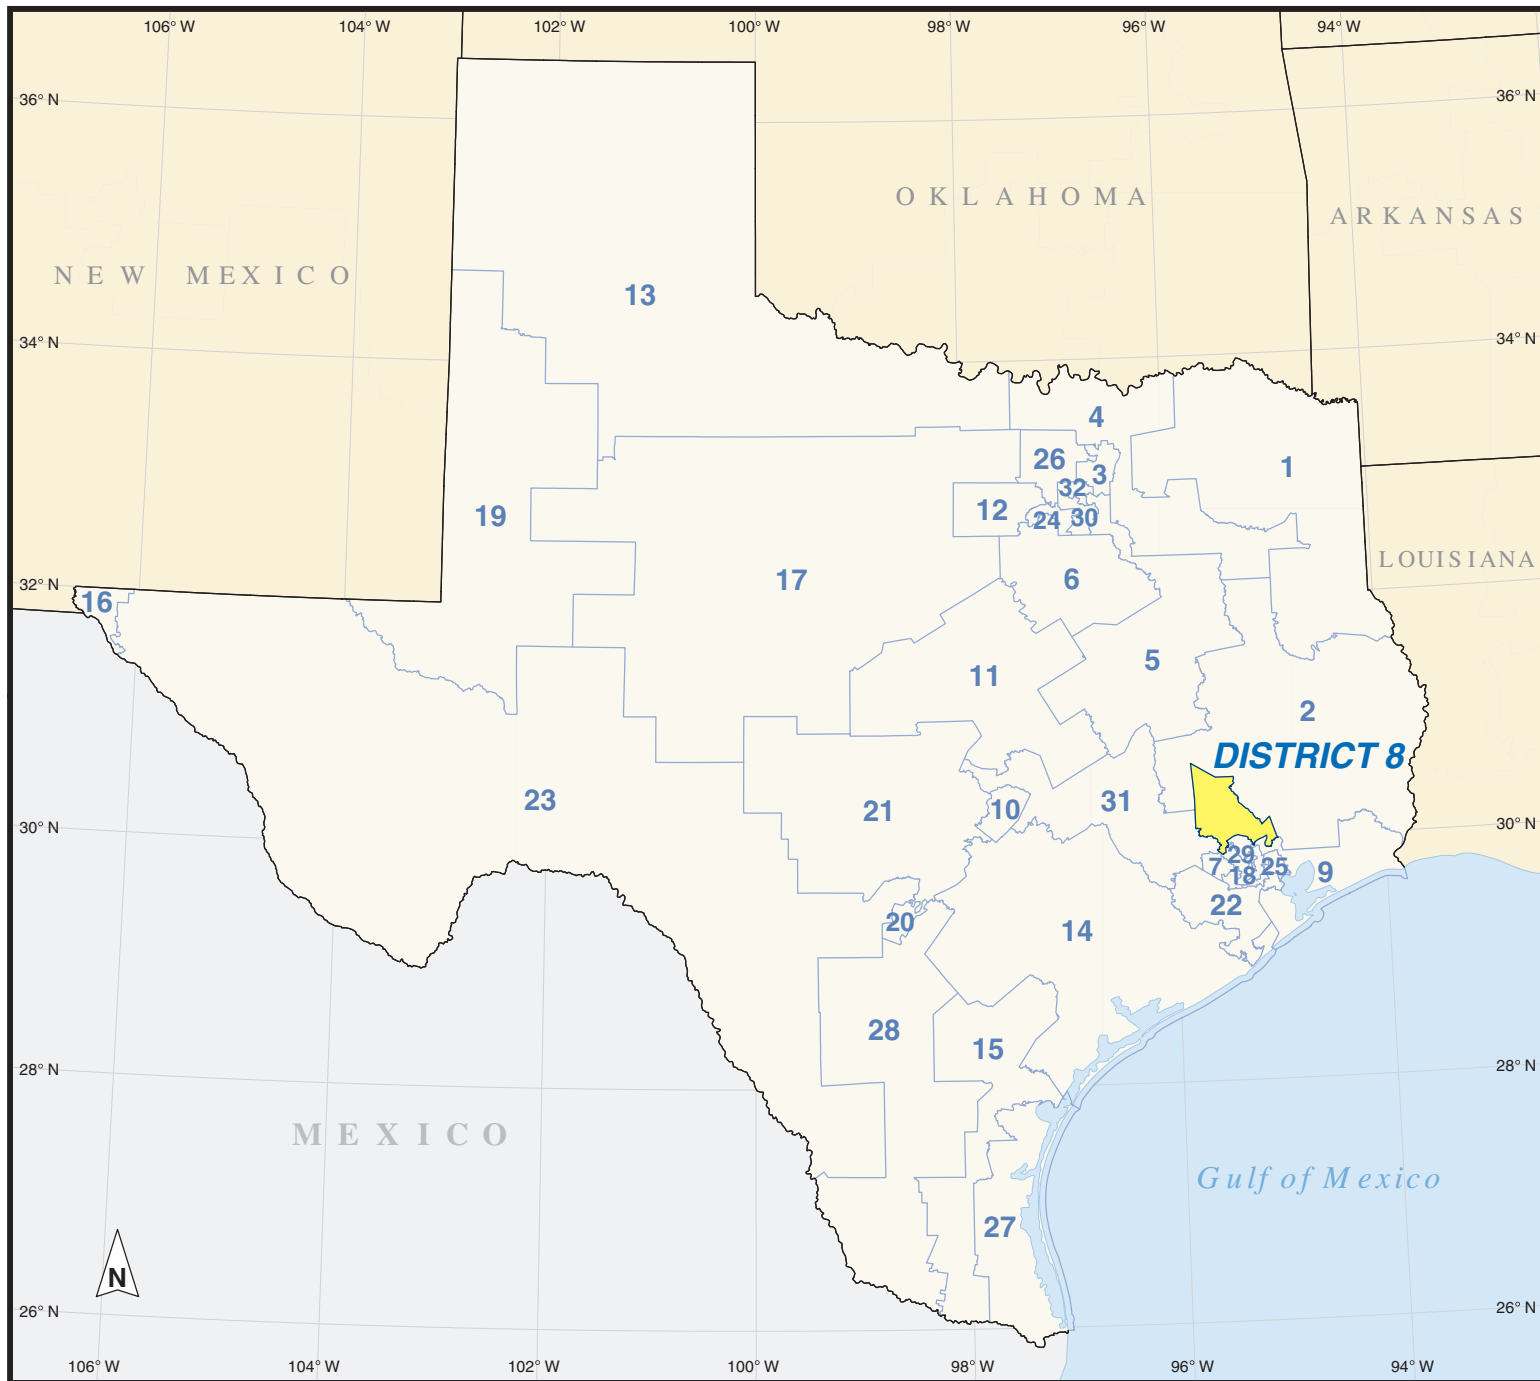 106° W 104° W 102° W 100° W 98° W 96° W 94° W
36° N 36° N
OKLAHOMA
ARKANSAS
NEW MEXICO
13
34° N 34° N
4
26 3 1
32
19 12 24 30
LOUISIANA
17 6
32° N 32° N
16
5
11
2
DISTRICT 8
23 21 10 31
30° N 30° N
29
7 18 25 9
22
20 14
28 15
28° N 28° N
MEXICO
Gulf of Mexico
27
N
26° N 26° N
106° W 104° W 102° W 100° W 98° W 96° W 94° W